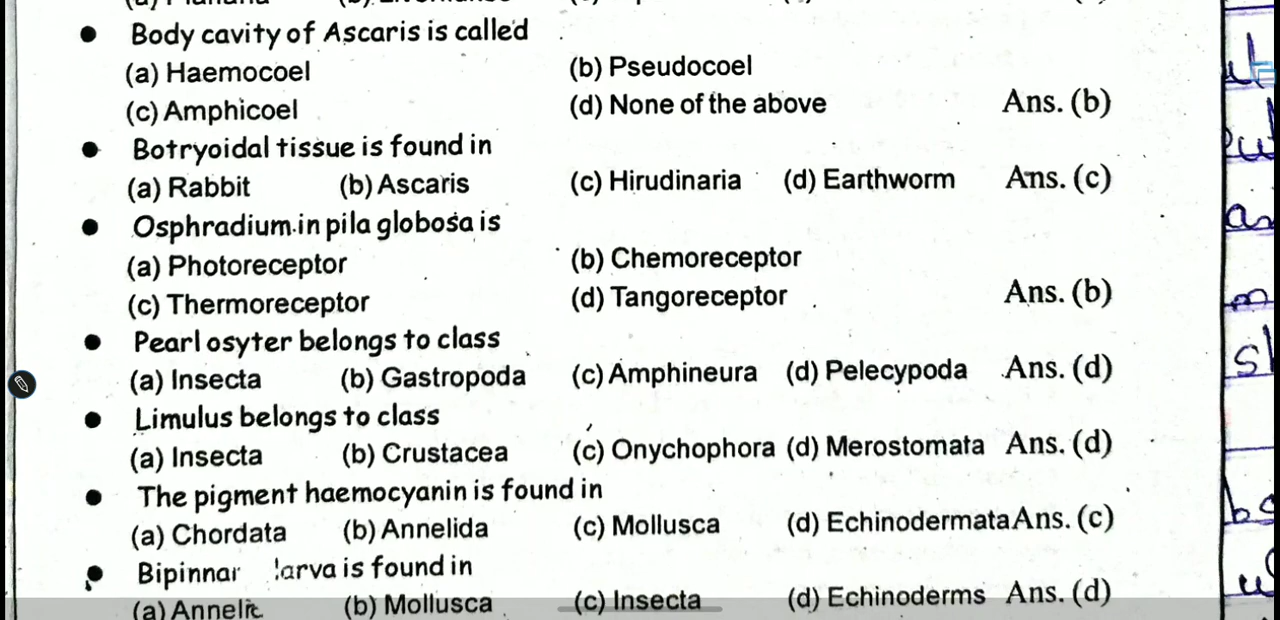 Body cavity of Ascaris is called
(a) Haemocoel (b) Pseudocoel
(c) Amphicoel (d) None of the above Ans. (b)
Botryoidal tissue is found in
(a) Rabbit (b) Ascaris (c) Hirudinaria (d) Earthworm Ans. (c)
Osphradium in pila globosa is
(a) Photoreceptor (b) Chemoreceptor
(c) Thermoreceptor (d) Tangoreceptor Ans. (b)
Pearl osyter belongs to class
(a) Insecta (b) Gastropoda (c) Amphineura (d) Pelecypoda Ans. (d)
Limulus belongs to class
(a) Insecta (b) Crustacea (c) Onychophora (d) Merostomata Ans. (d)
The pigment haemocyanin is found in
(a) Chordata (b) Annelida (c) Mollusca (d) Echinodermata Ans. (c)
larva is found in
(a) (b) Mollusca (c) Insecta (d) Echinoderms Ans. (d)